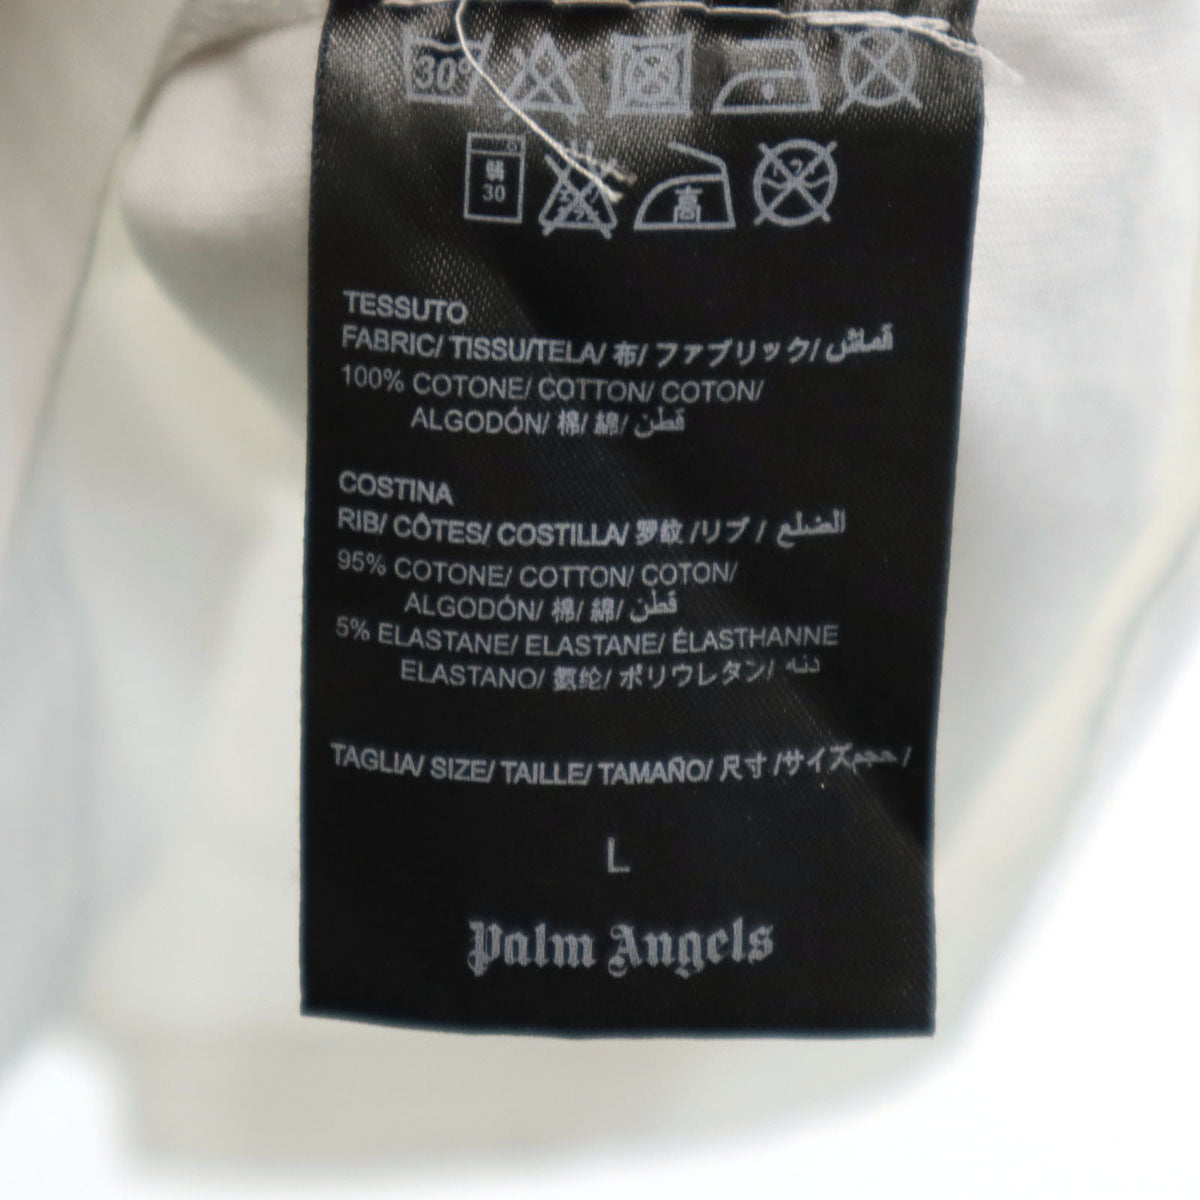 30°
30
高
TESSUTO
FABRIC/ TISSU/TELA/ 布/ ファブリック/ قماش
100% COTONE/ COTTON/ COTON/
ALGODÓN/ 棉/ 綿/ قطن
COSTINA
RIB/ CÔTES/ COSTILLA/ 罗纹 /リブ / الضلع
95% COTONE/ COTTON/ COTON/
ALGODÓN/ 棉/ 綿/ قطن
5% ELASTANE/ ELASTANE/ ÉLASTHANNE
ELASTANO/ 氨纶/ ポリウレタン/
TAGLIA/ SIZE/ TAILLE/ TAMAÑO/ 尺寸 /サイズ حجم /
L
Palm Angels